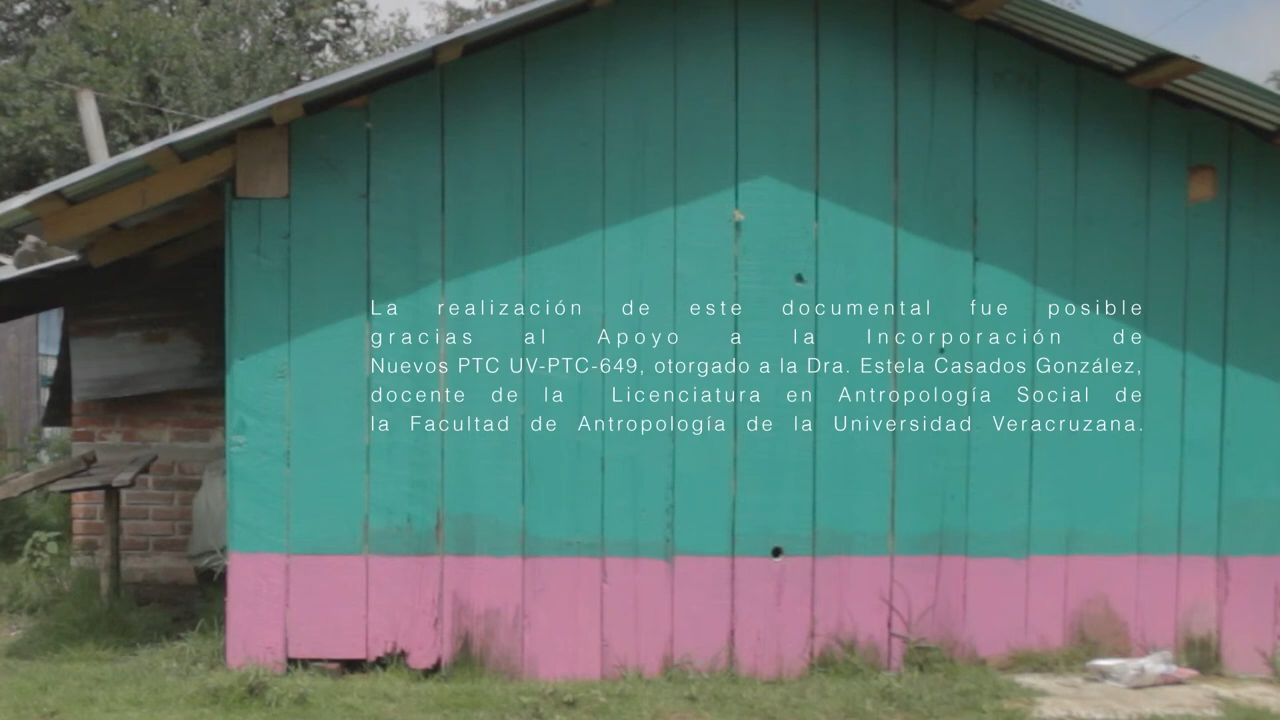 La realización de este documental fue posible
gracias al Apoyo a la Incorporación de
Nuevos PTC UV-PTC-649, otorgado a la Dra. Estela Casados González,
docente de la Licenciatura en Antropología Social de
la Facultad de Antropología de la Universidad Veracruzana.